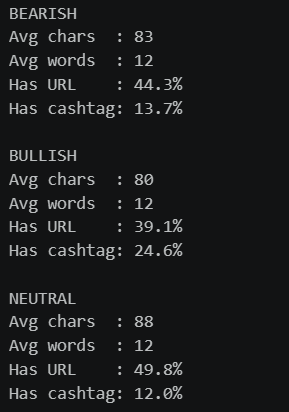 BEARISH
Avg chars  : 83
Avg words  : 12
Has URL    : 44.3%
Has cashtag: 13.7%

BULLISH
Avg chars  : 80
Avg words  : 12
Has URL    : 39.1%
Has cashtag: 24.6%

NEUTRAL
Avg chars  : 88
Avg words  : 12
Has URL    : 49.8%
Has cashtag: 12.0%